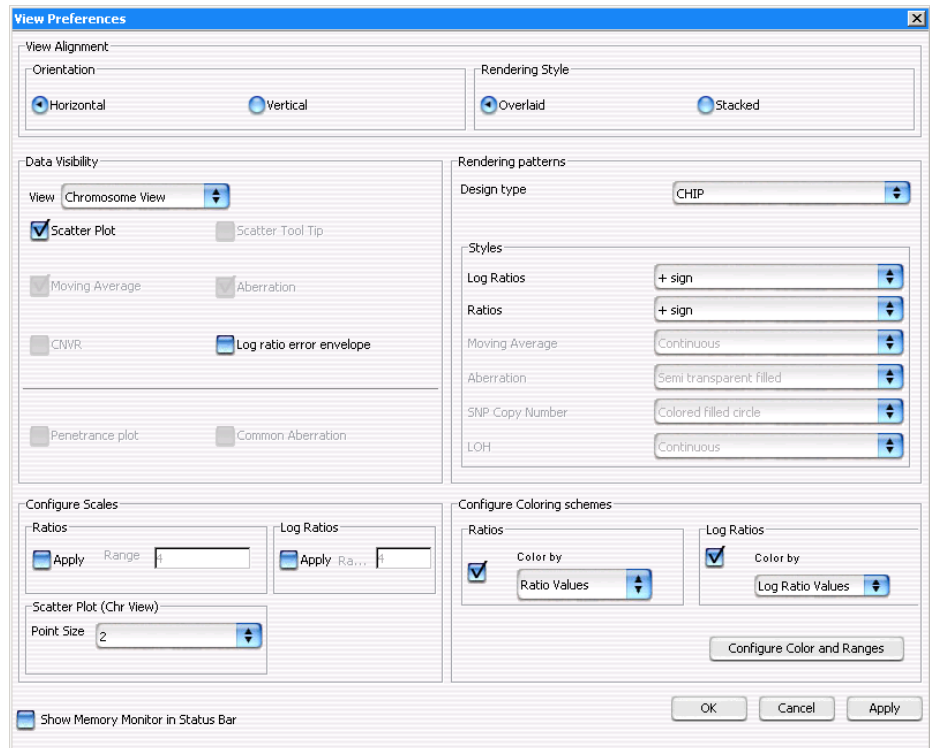 View Preferences
View Alignment
Orientation
Rendering Style
Horizontal
Vertical
Overlaid
Stacked
Data Visibility
Rendering patterns
View Chromosome View
Design type CHIP
Scatter Plot
Scatter Tool Tip
Styles
Moving Average
Aberration
Log Ratios + sign
Ratios + sign
CNVR
Log ratio error envelope
Moving Average Continuous
Aberration Semi transparent filled
SNP Copy Number Colored filled circle
Penetrance plot
Common Aberration
LOH Continuous
Configure Scales
Configure Coloring schemes
Ratios
Log Ratios
Ratios
Log Ratios
Apply Range 4
Apply Ra... 4
Color by
Ratio Values
Color by
Log Ratio Values
Scatter Plot (Chr View)
Point Size 2
Configure Color and Ranges
Show Memory Monitor in Status Bar
OK
Cancel
Apply